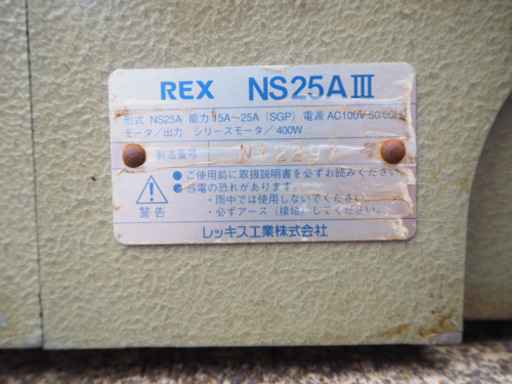 REX NS25AⅢ
形式 NS25A 能力 15A～25A (SGP) 電源 AC100V 50/60Hz
モータ/出力 シリーズモータ/400W
製造番号
●ご使用前に取扱説明書を必ずお読みください。
●感電の恐れがあります。
・雨中では使用しないでください。
・必ずアース（接地）してください。
警告
レッキス工業株式会社